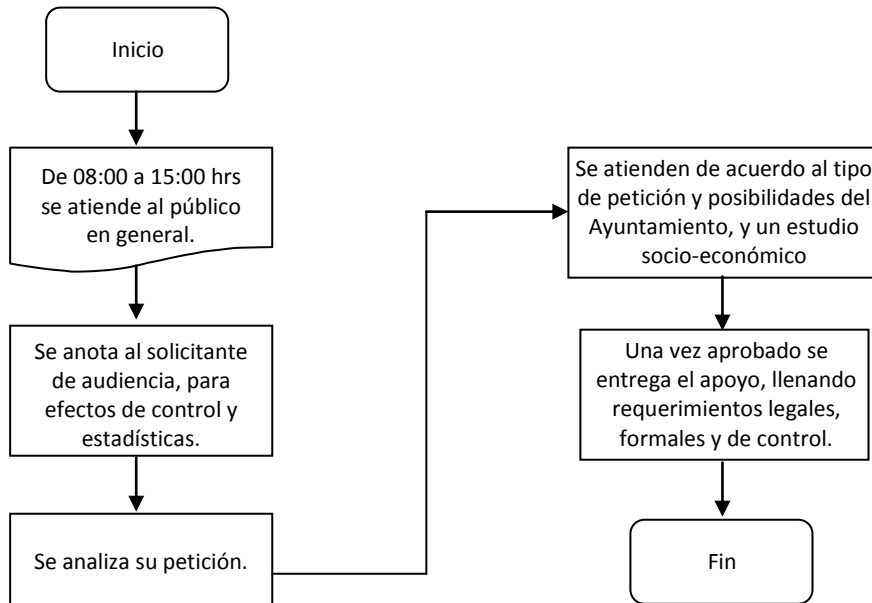 Inicio
De 08:00 a 15:00 hrs
se atiende al público
en general.
Se anota al solicitante
de audiencia, para
efectos de control y
estadísticas.
Se analiza su petición.
Se atienden de acuerdo al tipo
de petición y posibilidades del
Ayuntamiento, y un estudio
socio-económico
Una vez aprobado se
entrega el apoyo, llenando
requerimientos legales,
formales y de control.
Fin